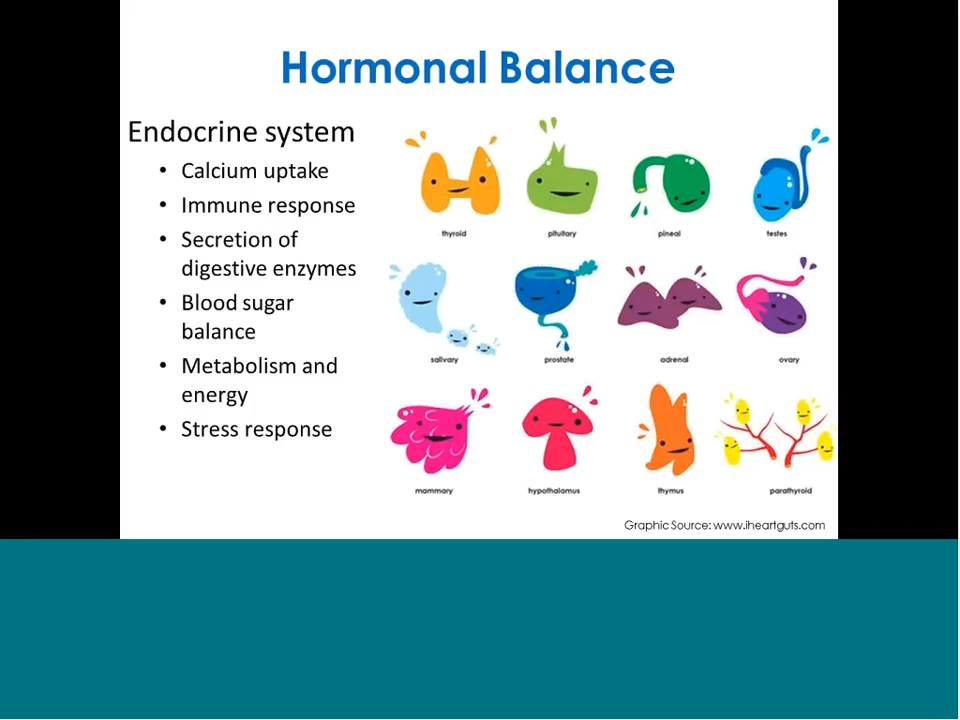 Hormonal Balance
Endocrine system
• Calcium uptake
• Immune response
• Secretion of
digestive enzymes
• Blood sugar
balance
• Metabolism and
energy
• Stress response
thyroid
pituitary
pineal
testes
salivary
prostate
adrenal
ovary
mammary
hypothalamus
thymus
parathyroid
Graphic Source: www.iheartguts.com